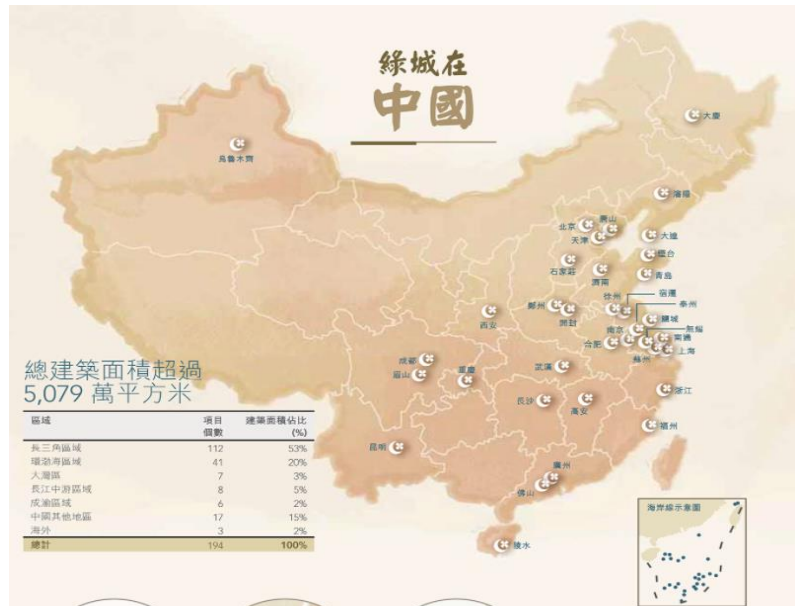 綠城在
中國
大慶
烏魯木齊
瀋陽
唐山
北京
天津
大連
煙台
石家莊
濟南
青島
徐州
宿遷
泰州
鄭州
開封
鹽城
西安
南京
無錫
南通
合肥
蘇州
上海
成都
眉山
重慶
武漢
浙江
長沙
高安
福州
昆明
廣州
佛山
陵水
海岸線示意圖
總建築面積超過
5,079 萬平方米
區域 項目 個數 建築面積佔比 (%)
長三角區域 112 53%
環渤海區域 41 20%
大灣區 7 3%
長江中游區域 8 5%
成渝區域 6 2%
中國其他地區 17 15%
海外 3 2%
總計 194 100%